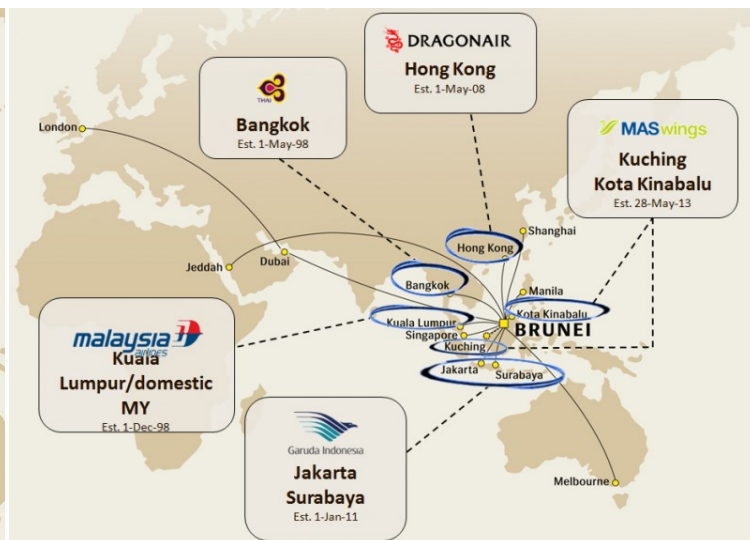 DRAGONAIR
Hong Kong
Est. 1-May-08
THAI
Bangkok
Est. 1-May-98
MASwings
Kuching
Kota Kinabalu
Est. 28-May-13
London
Shanghai
Hong Kong
Jeddah
Dubai
Bangkok
Manila
Kota Kinabalu
Kuala Lumpur
BRUNEI
Singapore
Kuching
Jakarta
Surabaya
malaysia
airlines
Kuala
Lumpur/domestic
MY
Est. 1-Dec-98
Garuda Indonesia
Jakarta
Surabaya
Est. 1-Jan-11
Melbourne